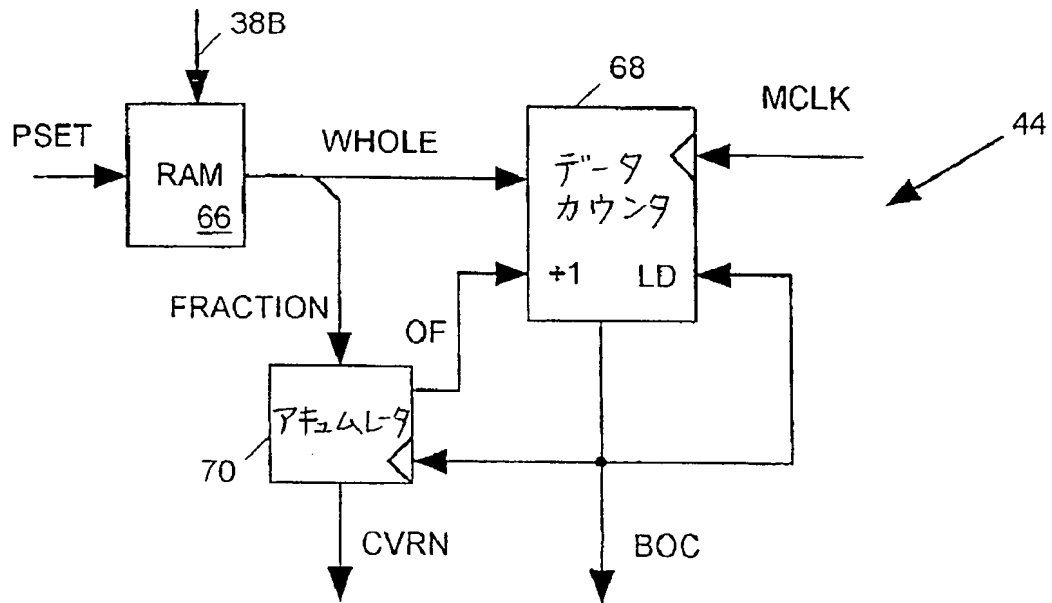 38B
68
MCLK
44
PSET
WHOLE
RAM
66
データ
カウンタ
+1 LD
FRACTION
OF
アキュムレータ
70
CVRN
BOC